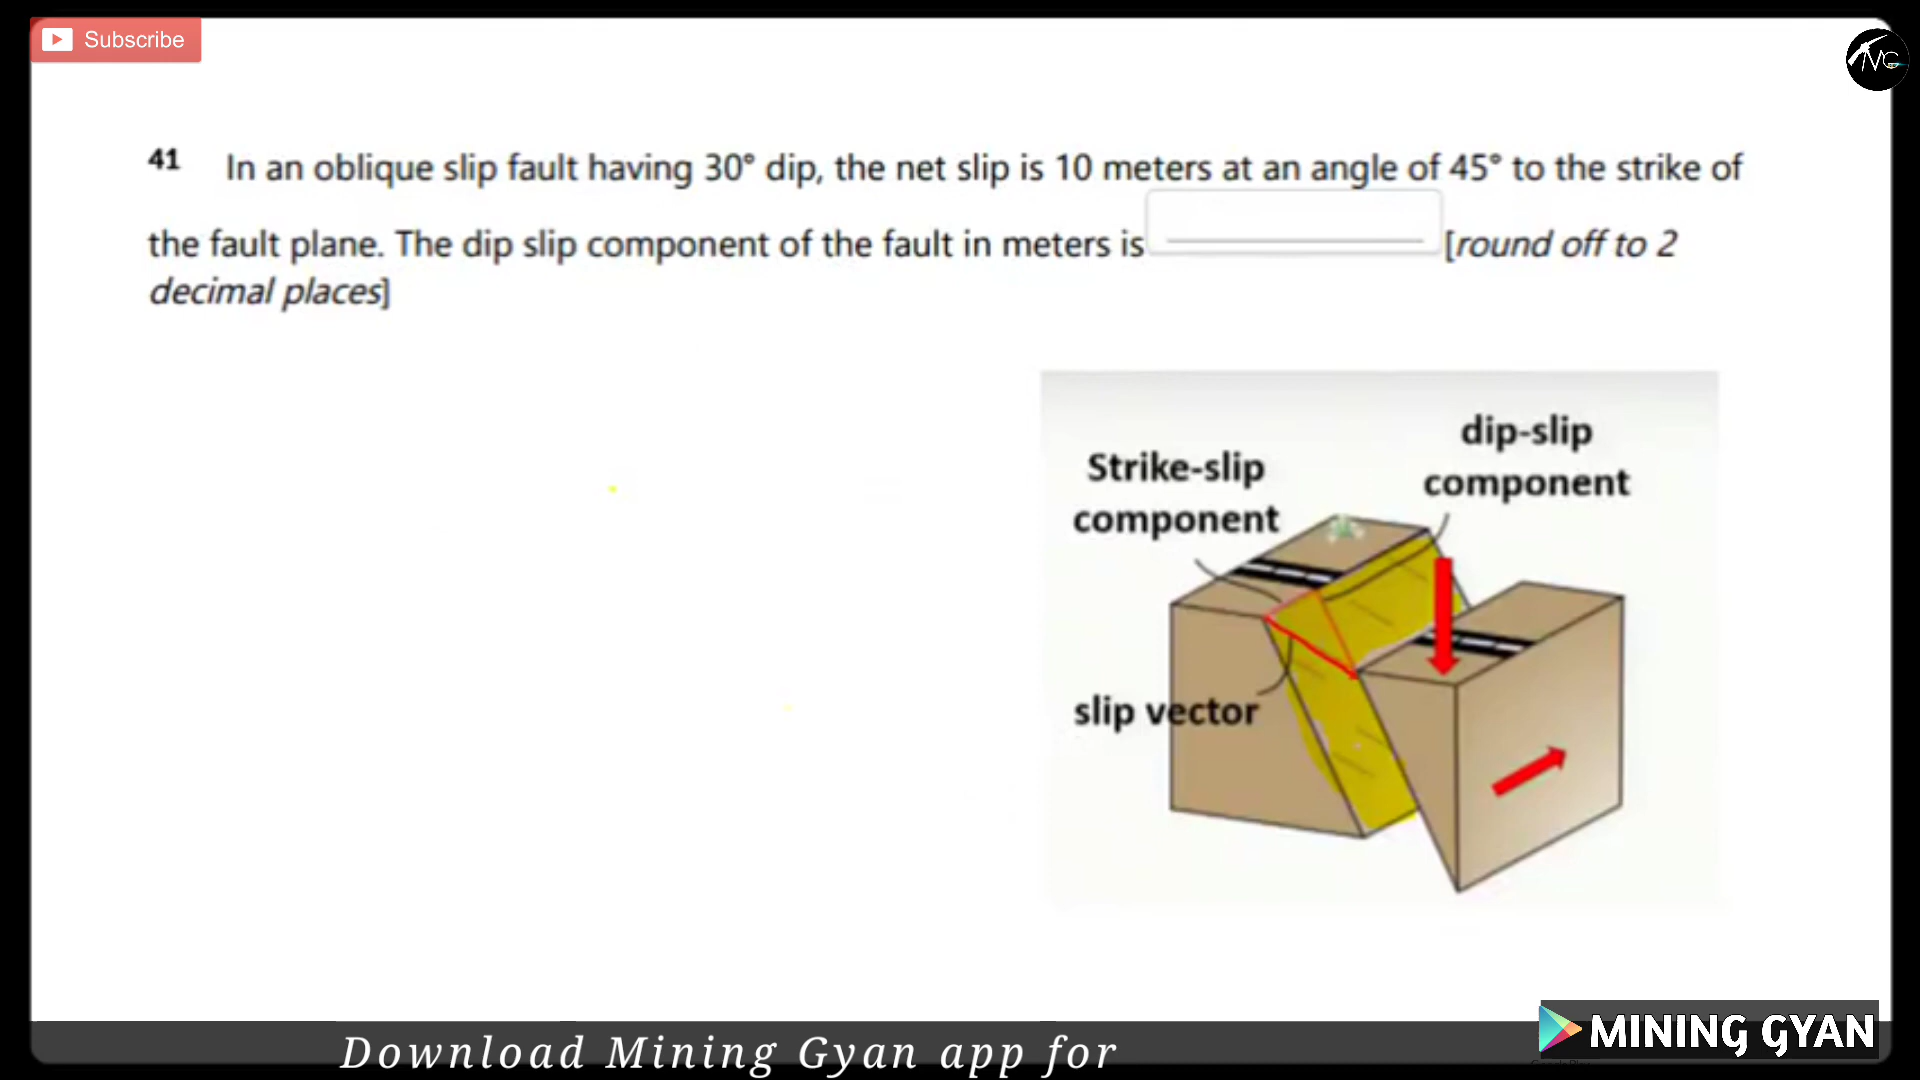 Subscribe
NG
41 In an oblique slip fault having 30° dip, the net slip is 10 meters at an angle of 45° to the strike of
the fault plane. The dip slip component of the fault in meters is __________ [round off to 2
decimal places]
dip-slip
component
Strike-slip
component
slip vector
Download Mining Gyan app for
MINING GYAN